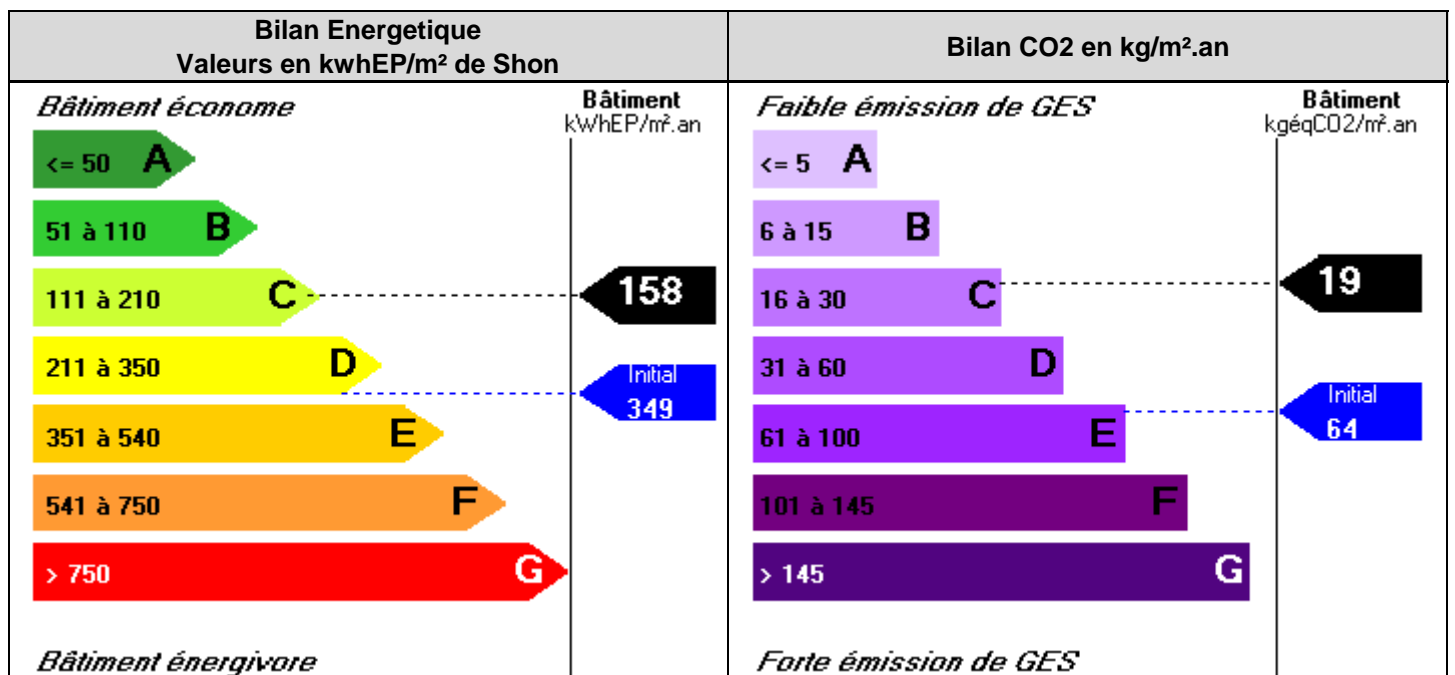 Bilan Energetique
Valeurs en kwhEP/m² de Shon
Bilan CO2 en kg/m².an
Bâtiment économe
Bâtiment
kWhEP/m².an
<= 50 A
51 à 110 B
111 à 210 C
158
211 à 350 D
Initial
349
351 à 540 E
541 à 750 F
> 750 G
Bâtiment énergivore
Faible émission de GES
Bâtiment
kgéqCO2/m².an
<= 5 A
6 à 15 B
16 à 30 C
19
31 à 60 D
Initial
64
61 à 100 E
101 à 145 F
> 145 G
Forte émission de GES